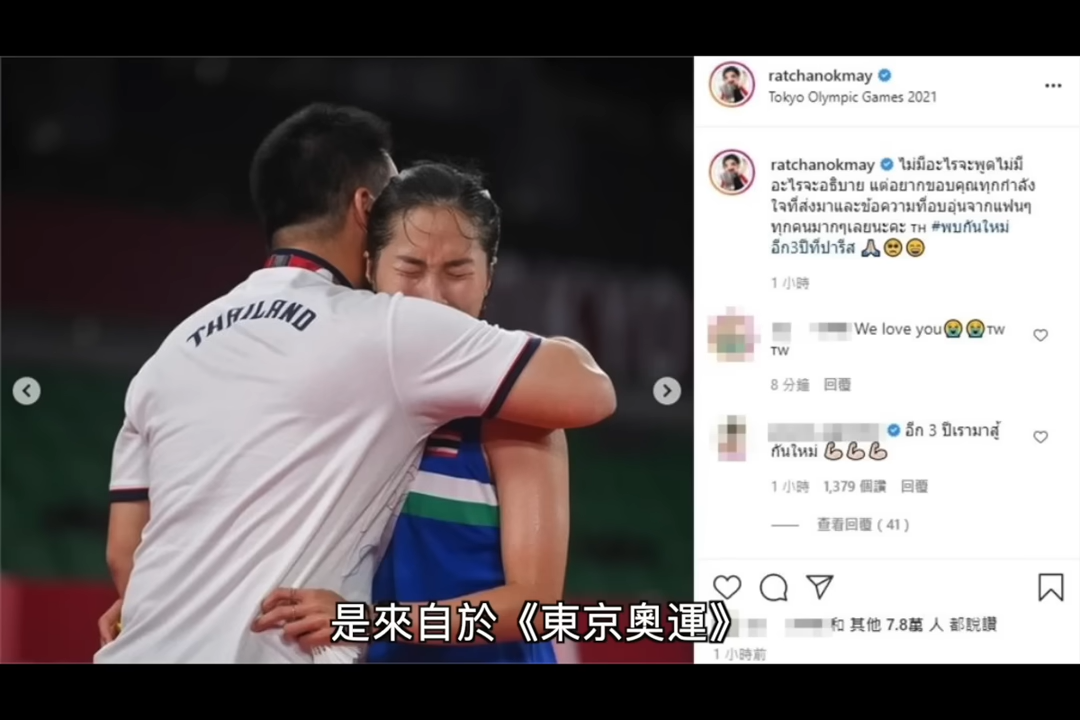 THAILAND
ratchanokmay
Tokyo Olympic Games 2021
ratchanokmay ไม่มีอะไรจะพูดไม่มี
อะไรจะอธิบาย แต่อยากขอบคุณทุกกำลัง
ใจที่ส่งมาและข้อความที่อบอุ่นจากแฟนๆ
ทุกคนมากๆเลยนะคะ TH #พบกันใหม่
อีก3ปีที่ปารีส 🙏🏻🥺😄
1 小時
We love you😭😭TW
TW
8 分鐘 回覆
อีก 3 ปีเรามาสู้
กันใหม่ 💪🏻💪🏻💪🏻
1 小時 1,379 個讚 回覆
查看回覆（41）
和 其他 7.8萬 人 都說讚
1 小時前
是來自於《東京奧運》